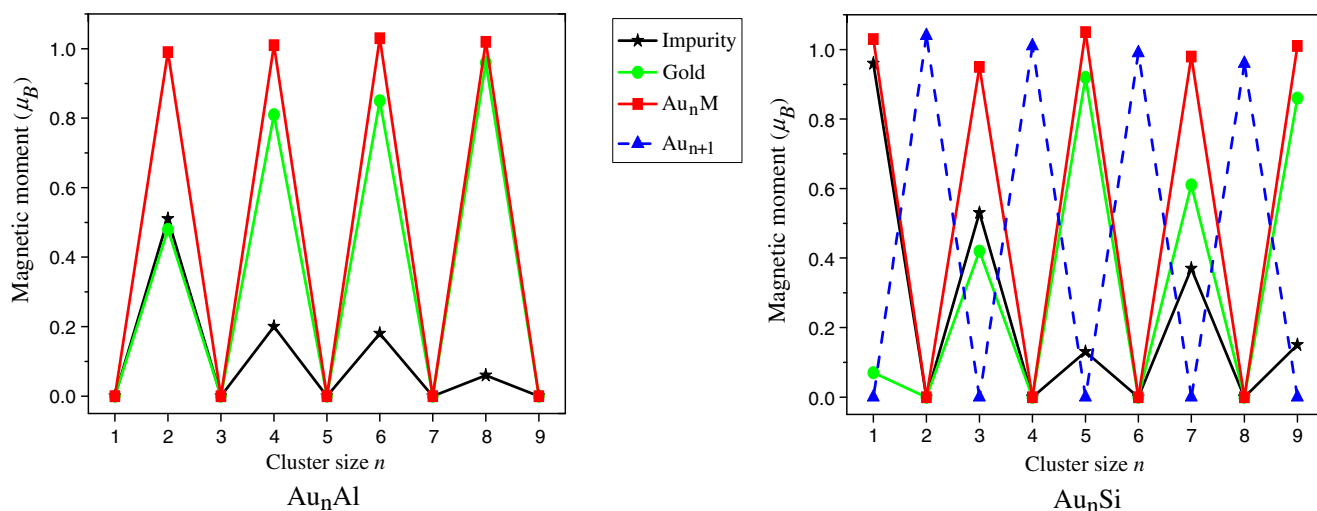 Magnetic moment (μB)
1.0
0.8
0.6
0.4
0.2
0.0
1 2 3 4 5 6 7 8 9
Cluster size n
AunAl
Impurity
Gold
AunM
Aun+1
Magnetic moment (μB)
1.0
0.8
0.6
0.4
0.2
0.0
1 2 3 4 5 6 7 8 9
Cluster size n
AunSi